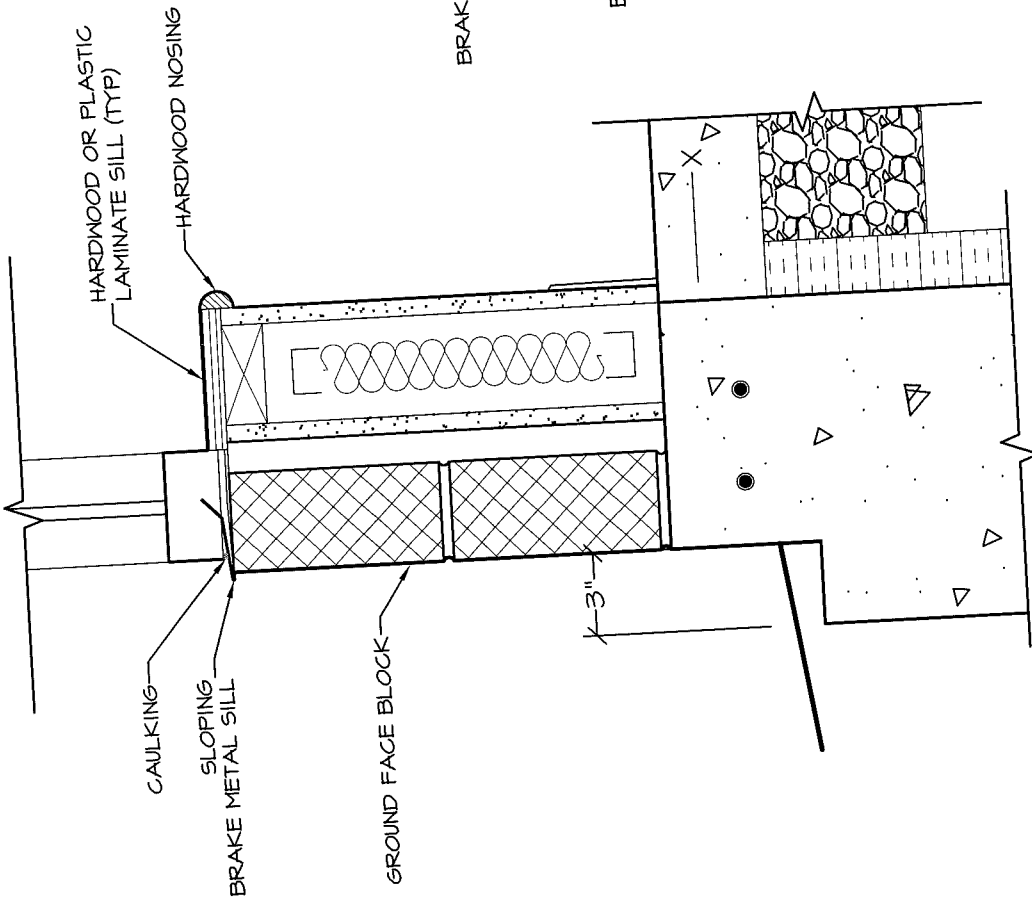 HARDWOOD OR PLASTIC
LAMINATE SILL (TYP)
HARDWOOD NOSING
CAULKING
SLOPING
BRAKE METAL SILL
GROUND FACE BLOCK
3"
X
BRAK